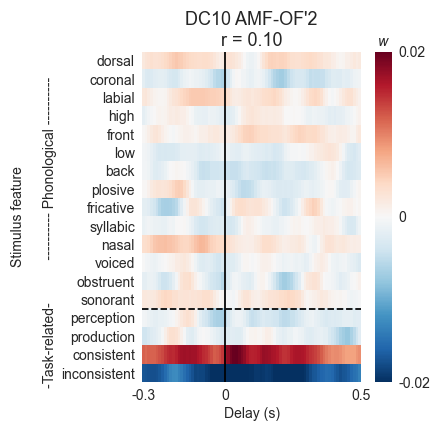 DC10 AMF-OF'2
r = 0.10
w
Stimulus feature
---------- Phonological ----------
-Task-related-
dorsal
coronal
labial
high
front
low
back
plosive
fricative
syllabic
nasal
voiced
obstruent
sonorant
perception
production
consistent
inconsistent
0.02
0
-0.02
-0.3
0
0.5
Delay (s)